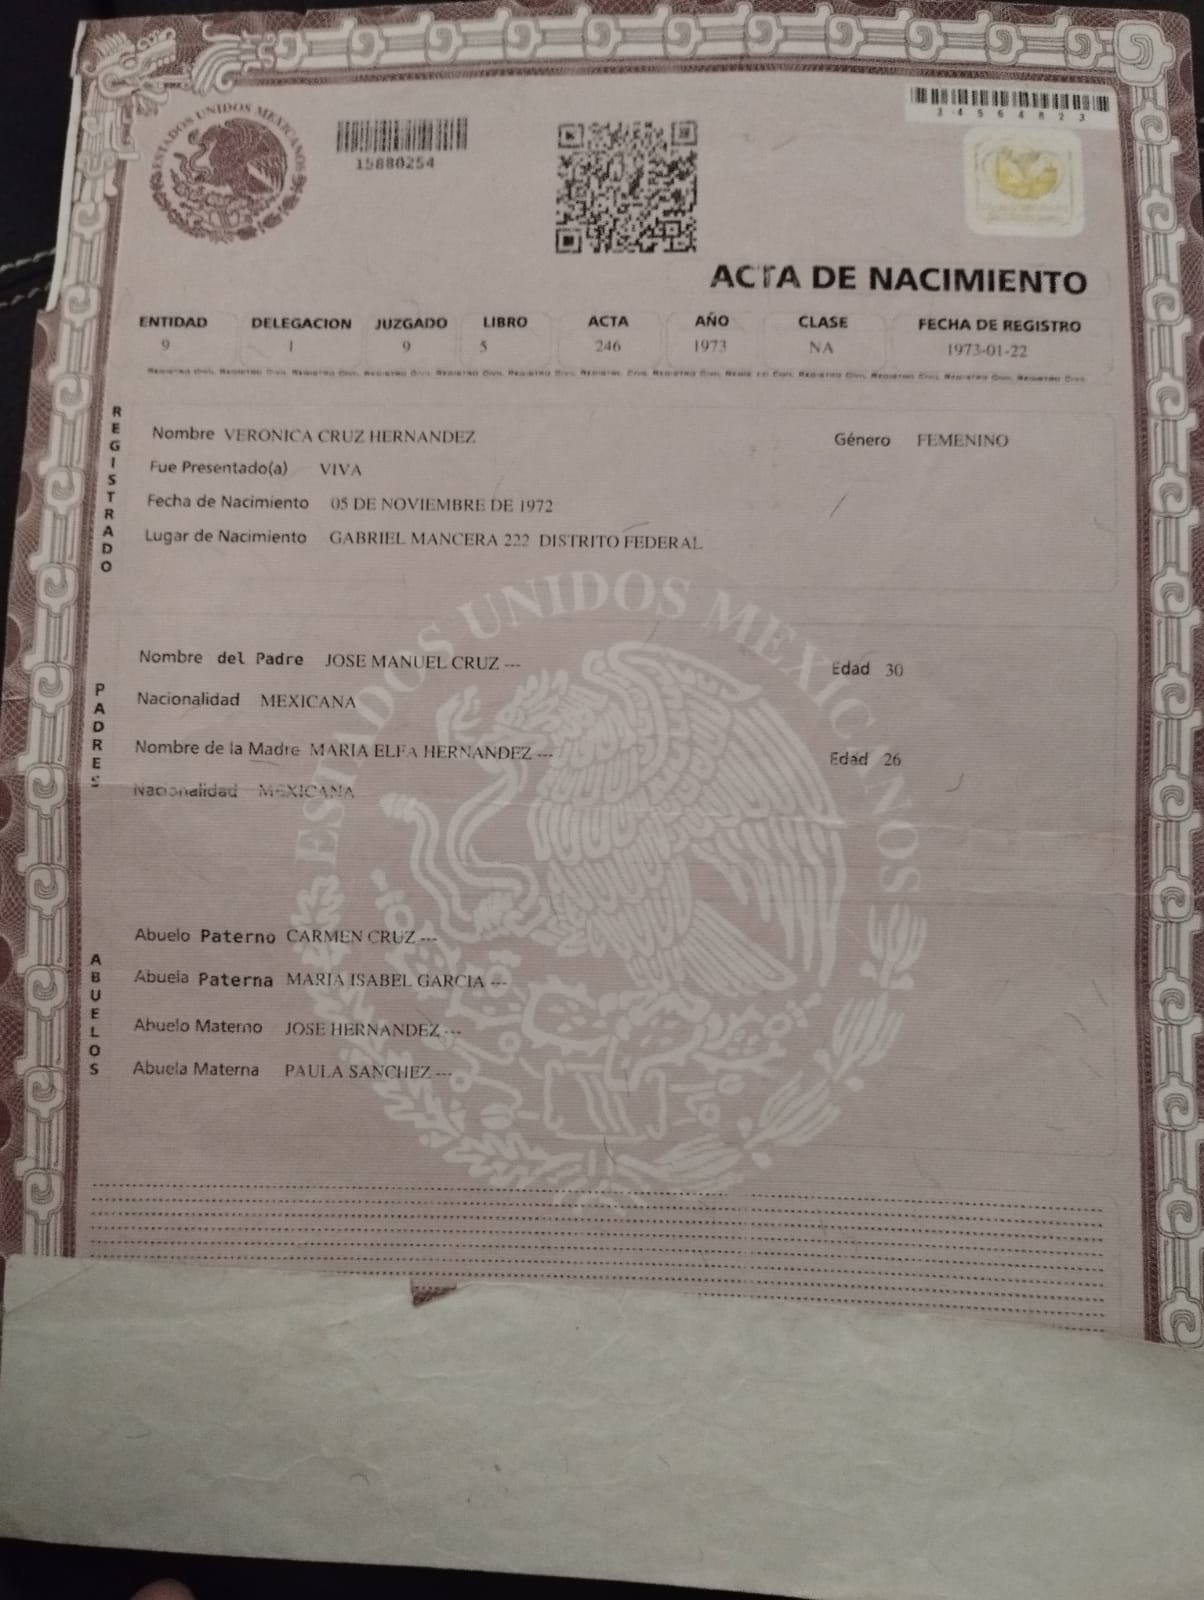 ESTADOS UNIDOS MEXICANOS
15880254
34564823
ACTA DE NACIMIENTO
ENTIDAD DELEGACION JUZGADO LIBRO ACTA AÑO CLASE FECHA DE REGISTRO
9 1 9 5 246 1973 NA 1973-01-22
REGISTRADO
Nombre VERONICA CRUZ HERNANDEZ Género FEMENINO
Fue Presentado(a) VIVA
Fecha de Nacimiento 05 DE NOVIEMBRE DE 1972
Lugar de Nacimiento GABRIEL MANCERA 222 DISTRITO FEDERAL
ESTADOS UNIDOS MEXICANOS
PADRES
Nombre del Padre JOSE MANUEL CRUZ --- Edad 30
Nacionalidad MEXICANA
Nombre de la Madre MARIA HERNANDEZ --- Edad 26
Nacionalidad MEXICANA
ABUELOS
Abuelo Paterno CARMEN CRUZ ---
Abuela Paterna MARIA ISABEL GARCIA ---
Abuelo Materno JOSE HERNANDEZ ---
Abuela Materna PAULA SANCHEZ ---